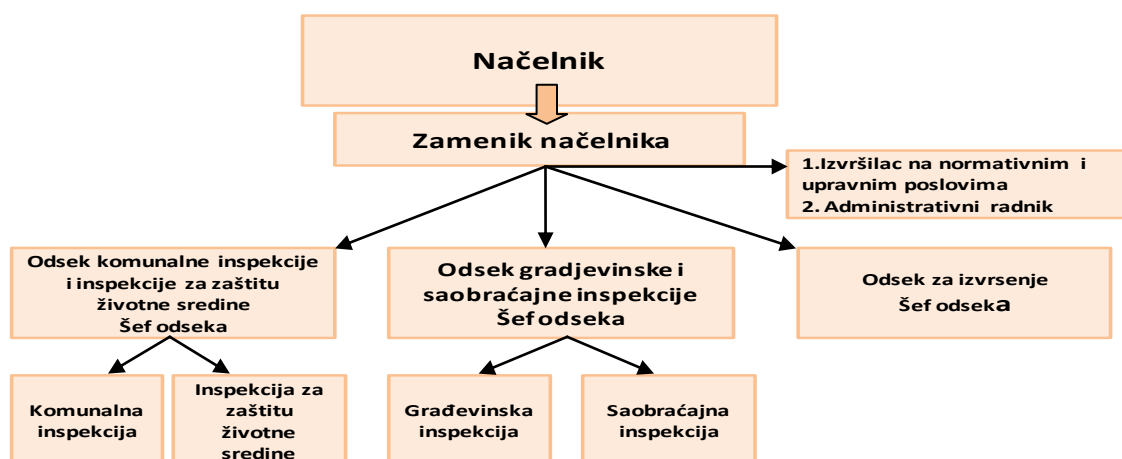 Načelnik
Zamenik načelnika
1.Izvršilac na normativnim i
upravnim poslovima
2. Administrativni radnik
Odsek komunalne inspekcije
i inspekcije za zaštitu
životne sredine
Šef odseka
Odsek gradjevinske i
saobraćajne inspekcije
Šef odseka
Odsek za izvrsenje
Šef odseka
Komunalna
inspekcija
Inspekcija za
zaštitu
životne
sredine
Građevinska
inspekcija
Saobraćajna
inspekcija